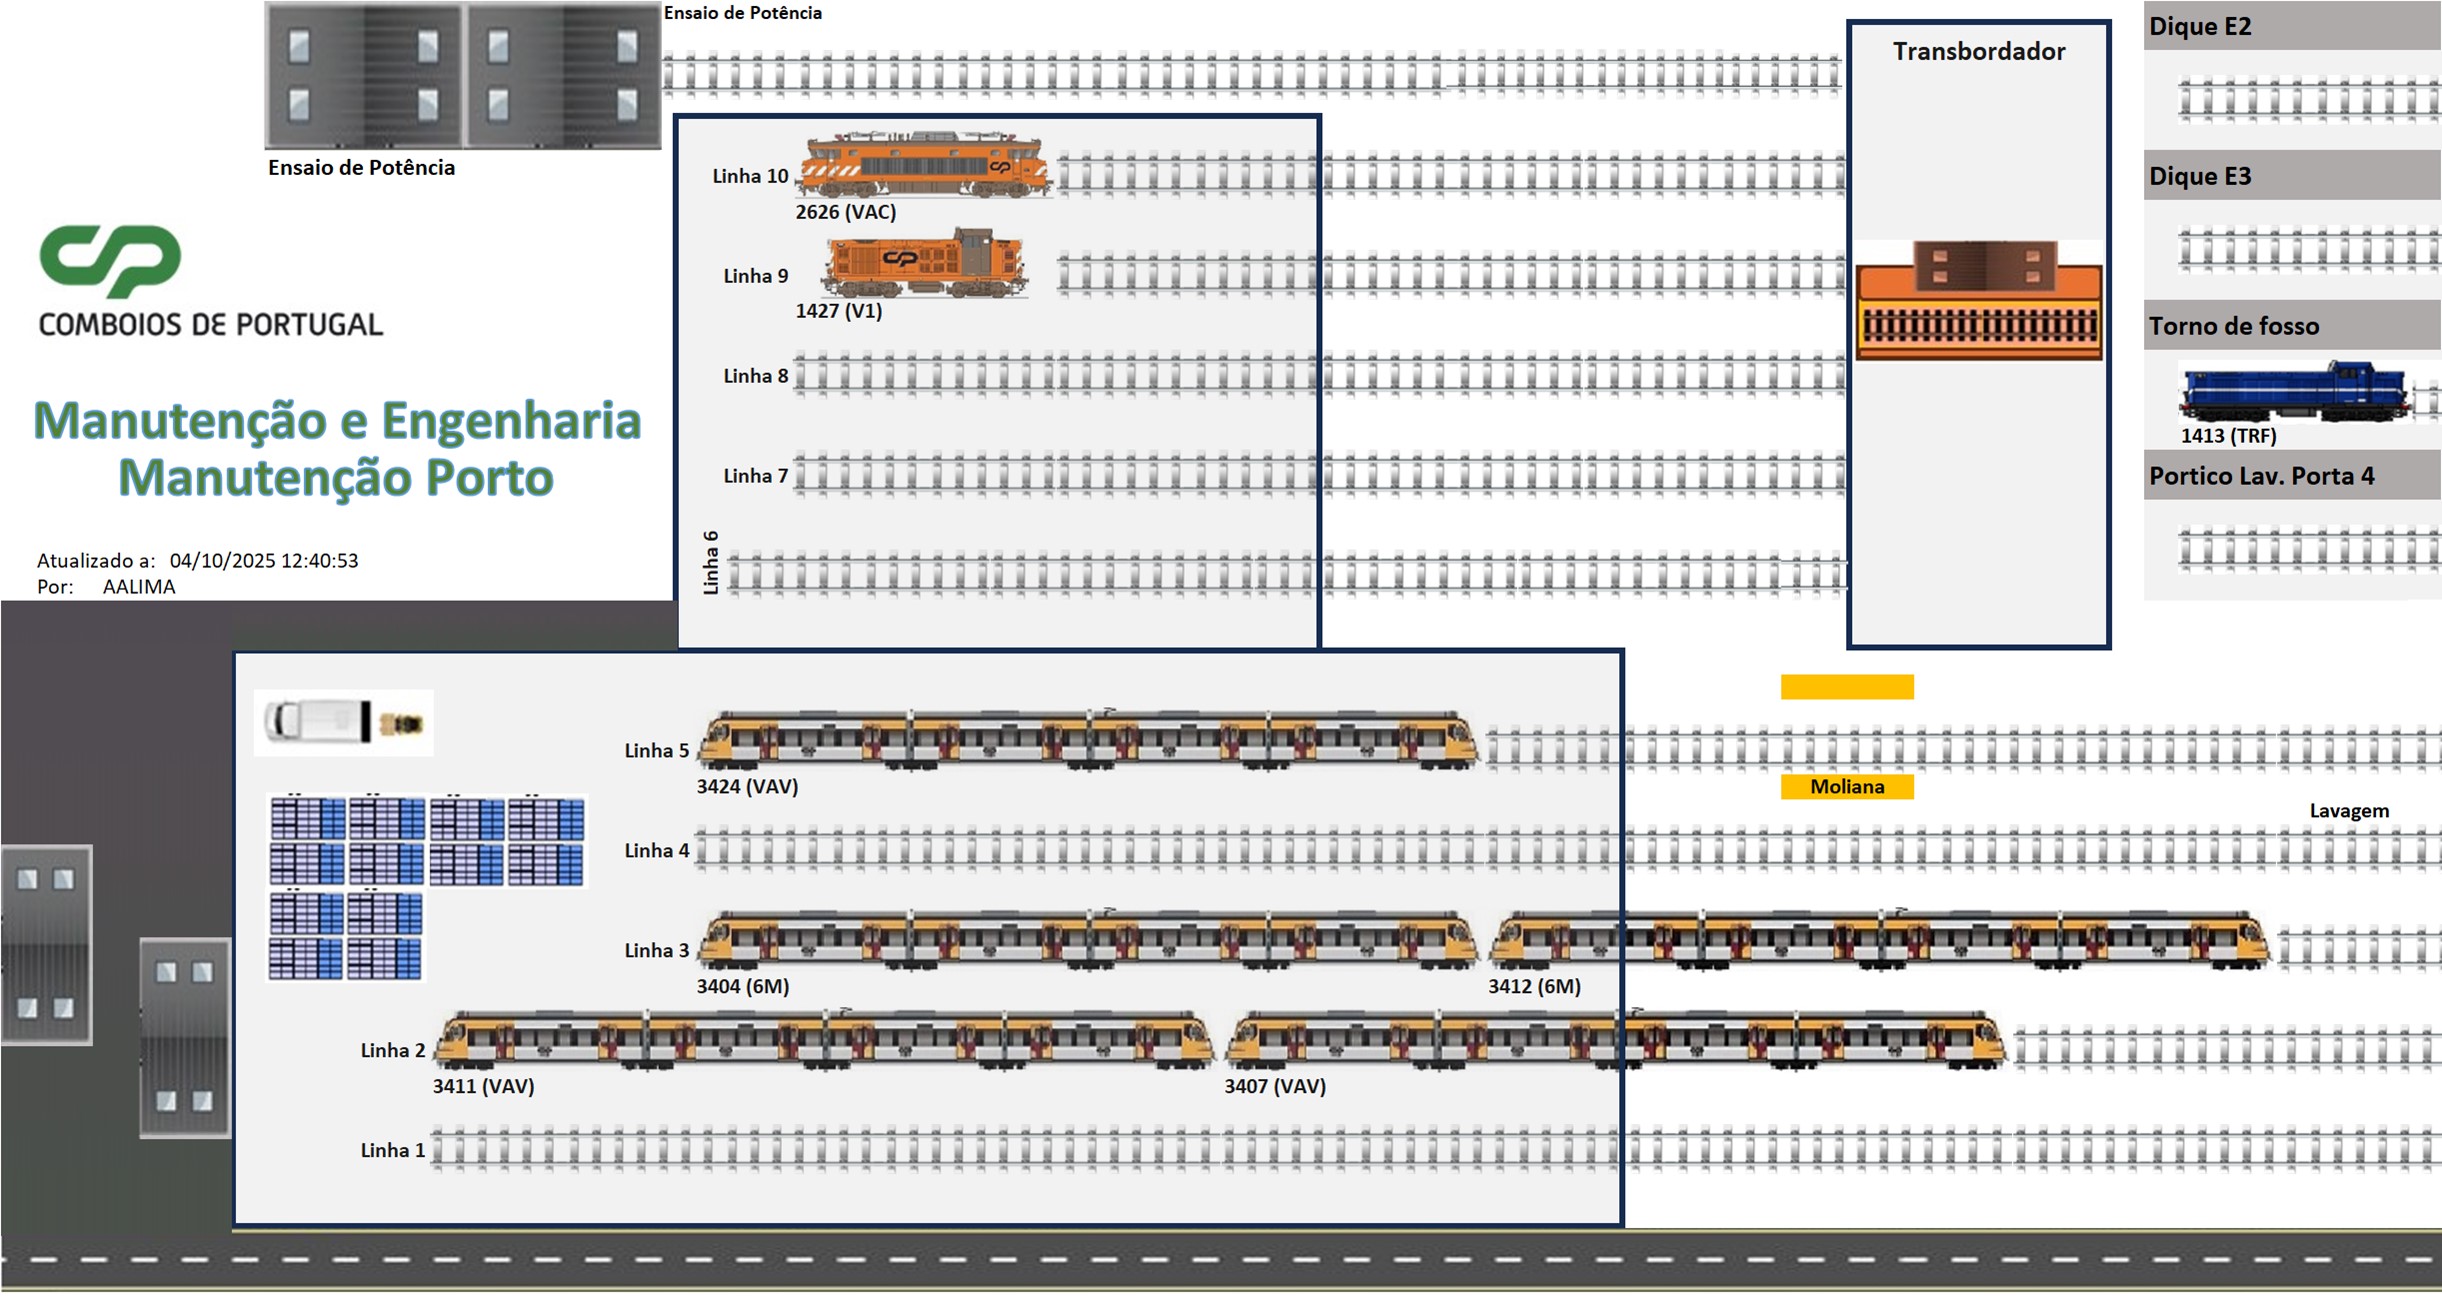 Ensaio de Potência
Transbordador
Dique E2
Ensaio de Potência
Linha 10
2626 (VAC)
Dique E3
CP
COMBOIOS DE PORTUGAL
Linha 9
CP
1427 (V1)
Torno de fosso
Linha 8
1413 (TRF)
Manutenção e Engenharia
Manutenção Porto
Linha 7
Portico Lav. Porta 4
Linha 6
Atualizado a: 04/10/2025 12:40:53
Por: AALIMA
Linha 5
3424 (VAV)
Moliana
Lavagem
Linha 4
Linha 3
3404 (6M)
3412 (6M)
Linha 2
3411 (VAV)
3407 (VAV)
Linha 1